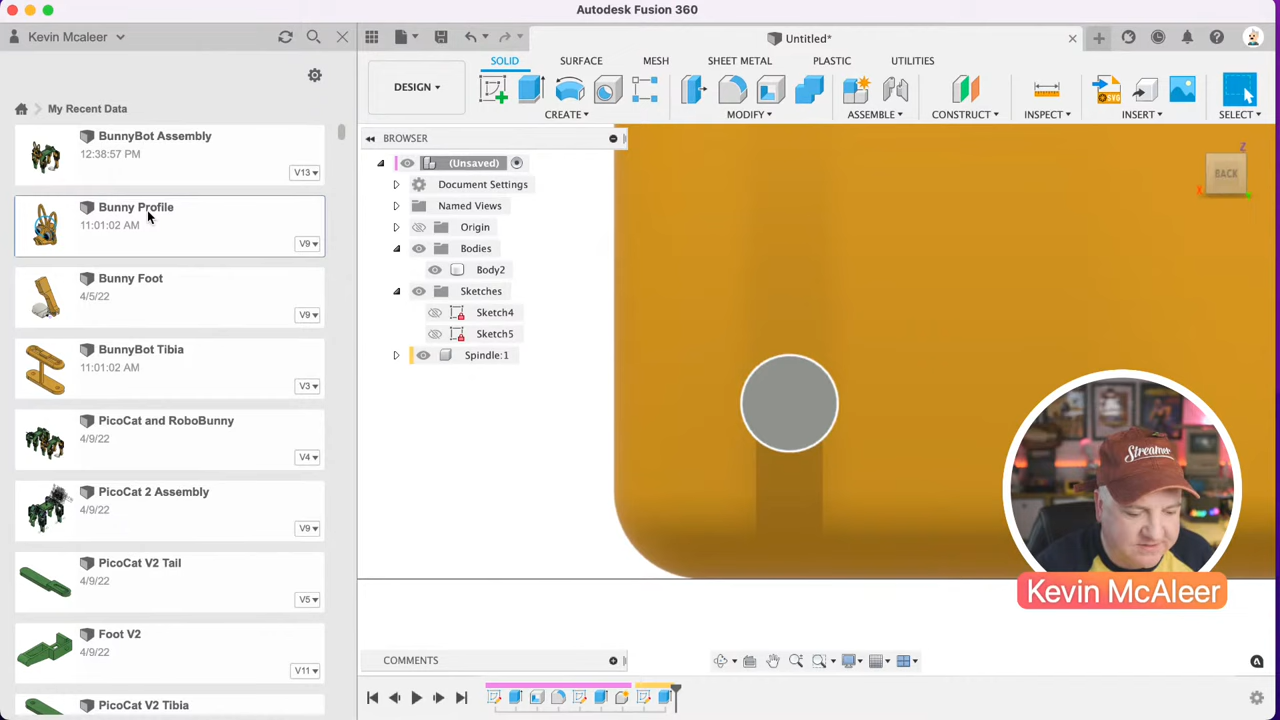 Autodesk Fusion 360
Kevin Mcaleer
Untitled*
SOLID SURFACE MESH SHEET METAL PLASTIC UTILITIES
DESIGN
CREATE MODIFY ASSEMBLE CONSTRUCT INSPECT INSERT SELECT
SVG
My Recent Data
BunnyBot Assembly
12:38:57 PM
V13
Bunny Profile
11:01:02 AM
V9
Bunny Foot
4/5/22
V9
BunnyBot Tibia
11:01:02 AM
V3
PicoCat and RoboBunny
4/9/22
V4
PicoCat 2 Assembly
4/9/22
V9
PicoCat V2 Tail
4/9/22
V5
Foot V2
4/9/22
V11
PicoCat V2 Tibia
BROWSER
(Unsaved)
Document Settings
Named Views
Origin
Bodies
Body2
Sketches
Sketch4
Sketch5
Spindle:1
Z
BACK
X
Streamer
Kevin McAleer
COMMENTS